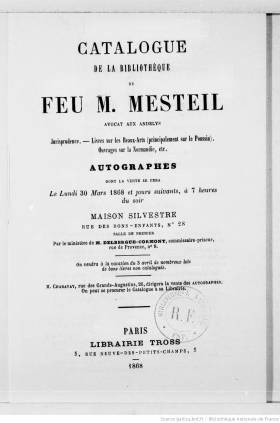 CATALOGUE
DE LA BIBLIOTHÈQUE
DE
FEU M. MESTEIL
AVOCAT AUX ANDELYS
Jurisprudence. — Livres sur les Beaux-Arts (principalement sur le Poussin).
Ouvrages sur la Normandie, etc.
AUTOGRAPHES
DONT LA VENTE SE FERA
Le Lundi 30 Mars 1868 et jours suivants, à 7 heures
du soir
MAISON SILVESTRE
RUE DES BONS-ENFANTS, N° 28
SALLE DU PREMIER
Par le ministère de M. DELBERGUE-CORMONT, commissaire-priseur,
rue de Provence, n° 8.
On vendra à la vacation du 3 avril de nombreux lots
de bons livres non catalogués.
M. CHARAVAY, rue des Grands-Augustins, 26, dirigera la vente des AUTOGRAPHES.
On peut se procurer le Catalogue à sa Librairie.
R.F.
PARIS
LIBRAIRIE TROSS
5, RUE NEUVE-DES-PETITS-CHAMPS, 5
1868